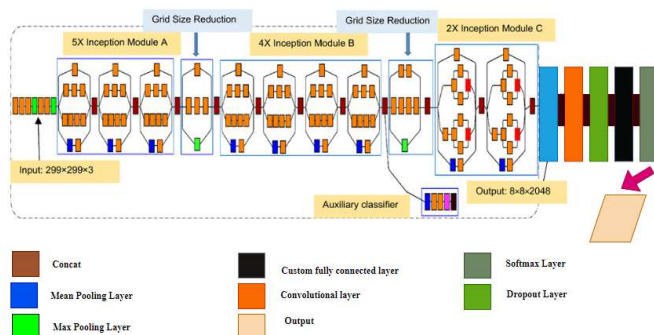 Grid Size Reduction
Grid Size Reduction
5X Inception Module A
4X Inception Module B
2X Inception Module C
Input: 299×299×3
Auxiliary classifier
Output: 8×8×2048
Concat
Custom fully connected layer
Softmax Layer
Mean Pooling Layer
Convolutional layer
Dropout Layer
Max Pooling Layer
Output